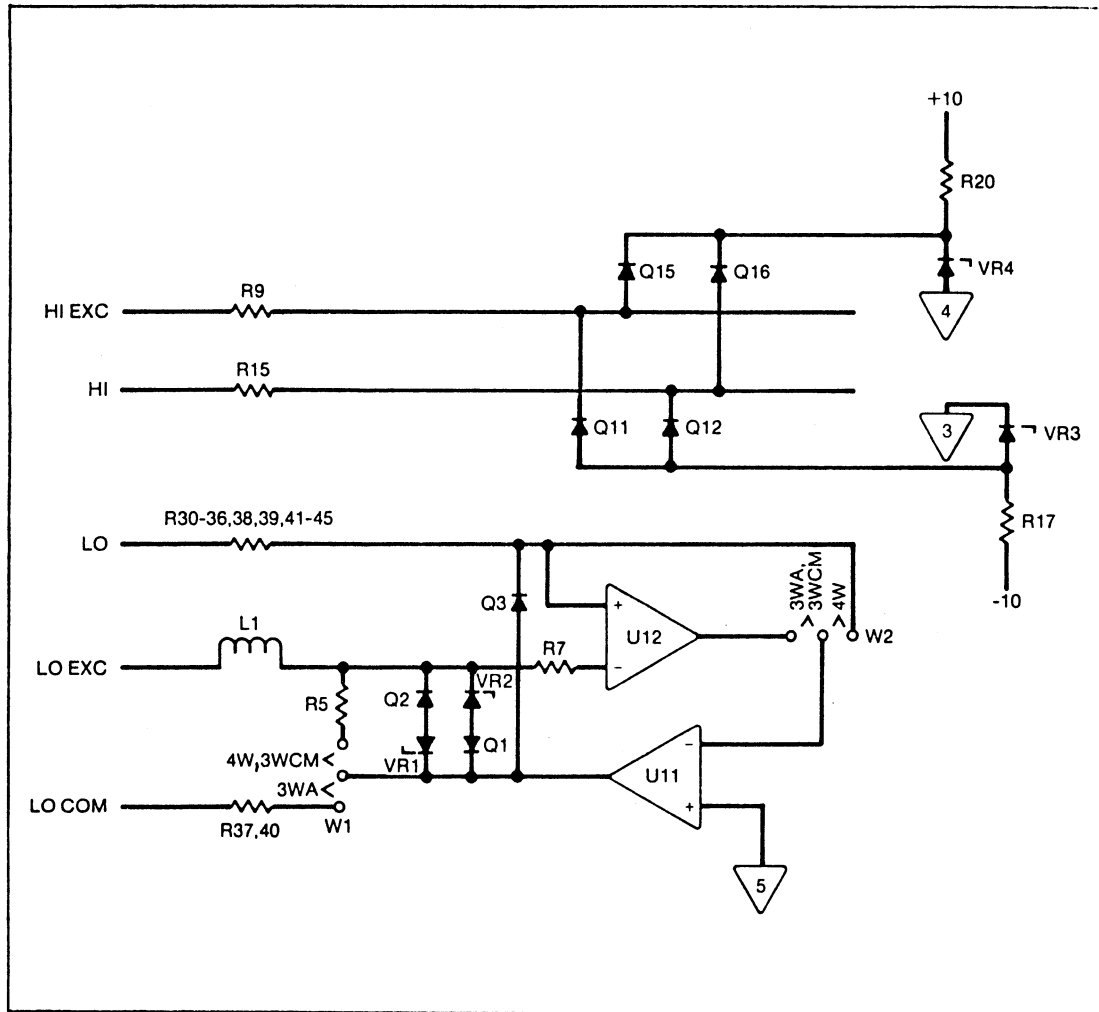 +10
R20
Q15
Q16
VR4
R9
HI EXC
4
R15
HI
Q11
Q12
3
VR3
R30-36,38,39,41-45
R17
LO
-10
3WA,
3WCM
<
4W
<
Q3
+
U12
W2
L1
R7
-
LO EXC
VR2
R5
Q2
4W,3WCM <
VR1
Q1
-
U11
3WA <
+
LO COM
R37,40
W1
5